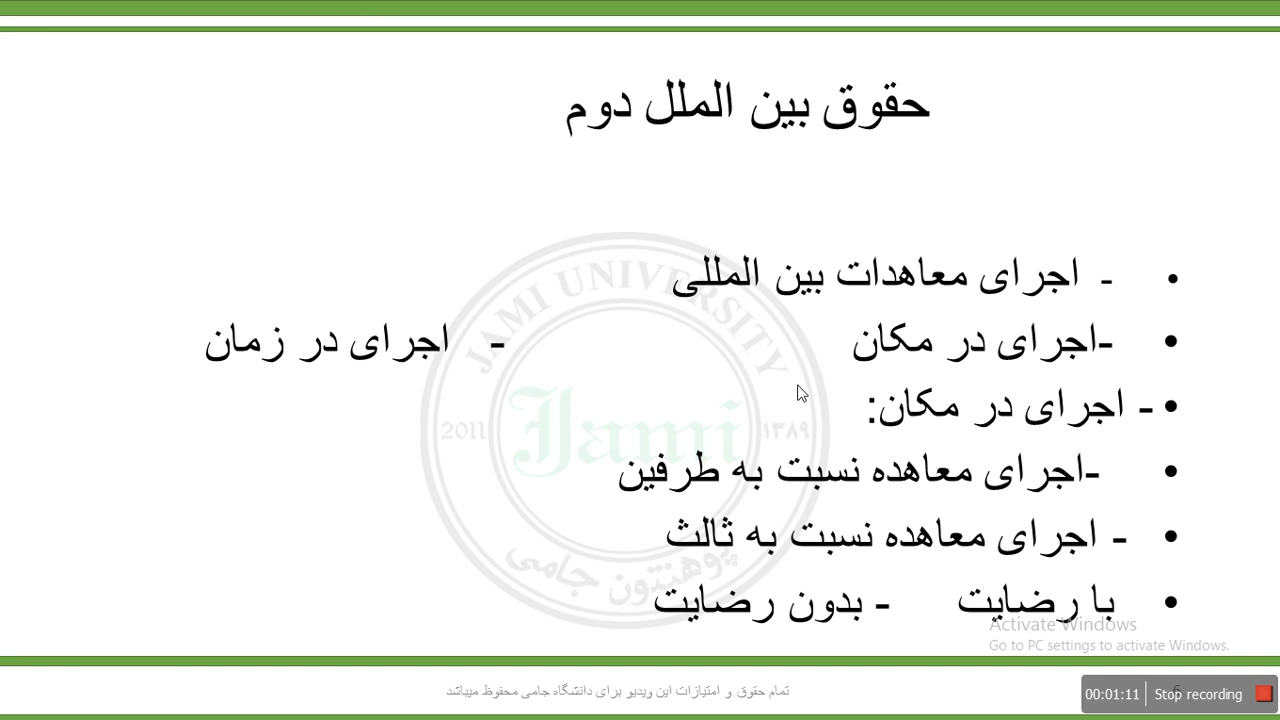 حقوق بین الملل دوم
• - اجرای معاهدات بین المللی
• -اجرای در مکان - اجرای در زمان
• - اجرای در مکان:
• -اجرای معاهده نسبت به طرفین
• - اجرای معاهده نسبت به ثالث
• با رضایت - بدون رضایت
JAMI UNIVERSITY
2011 Jami ۱۳۸۹
پوهنتون جامی
Activate Windows
Go to PC settings to activate Windows.
تمام حقوق و امتیازات این ویدیو برای دانشگاه جامی محفوظ میباشد
00:01:11 Stop recording